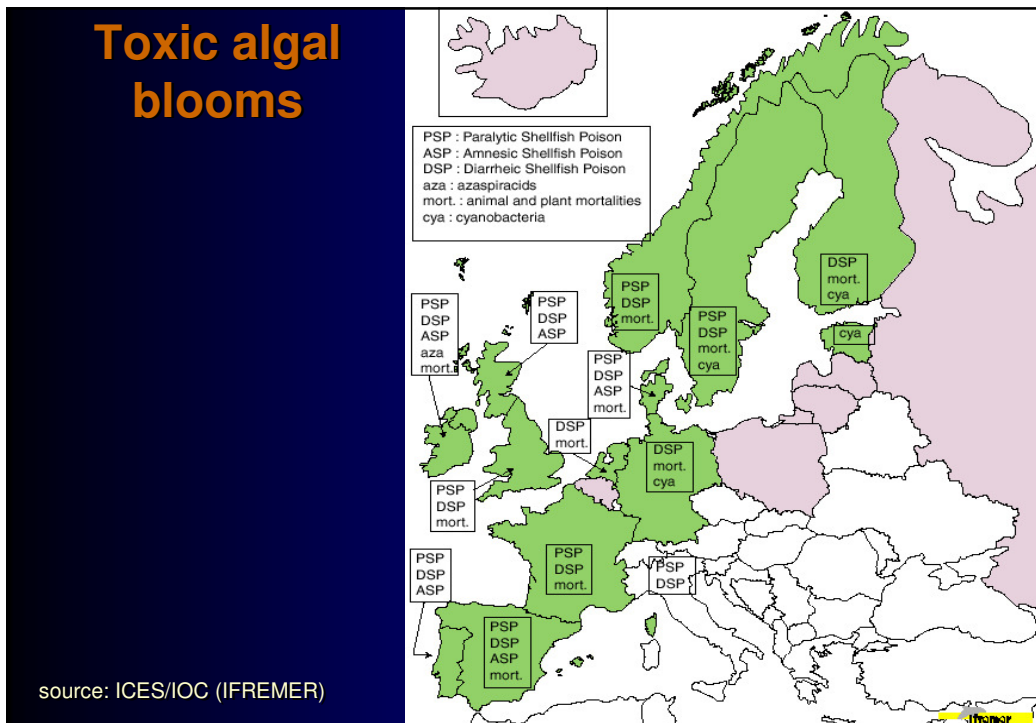 Toxic algal
blooms
PSP : Paralytic Shellfish Poison
ASP : Amnesic Shellfish Poison
DSP : Diarrheic Shellfish Poison
aza : azaspiracids
mort. : animal and plant mortalities
cya : cyanobacteria
DSP
mort.
cya
PSP
DSP
mort.
PSP
DSP
ASP
aza
mort.
PSP
DSP
ASP
PSP
DSP
mort.
cya
cya
PSP
DSP
ASP
mort.
DSP
mort.
DSP
mort.
cya
PSP
DSP
mort.
PSP
DSP
mort.
PSP
DSP
PSP
DSP
ASP
PSP
DSP
ASP
mort.
source: ICES/IOC (IFREMER)
Ifremer